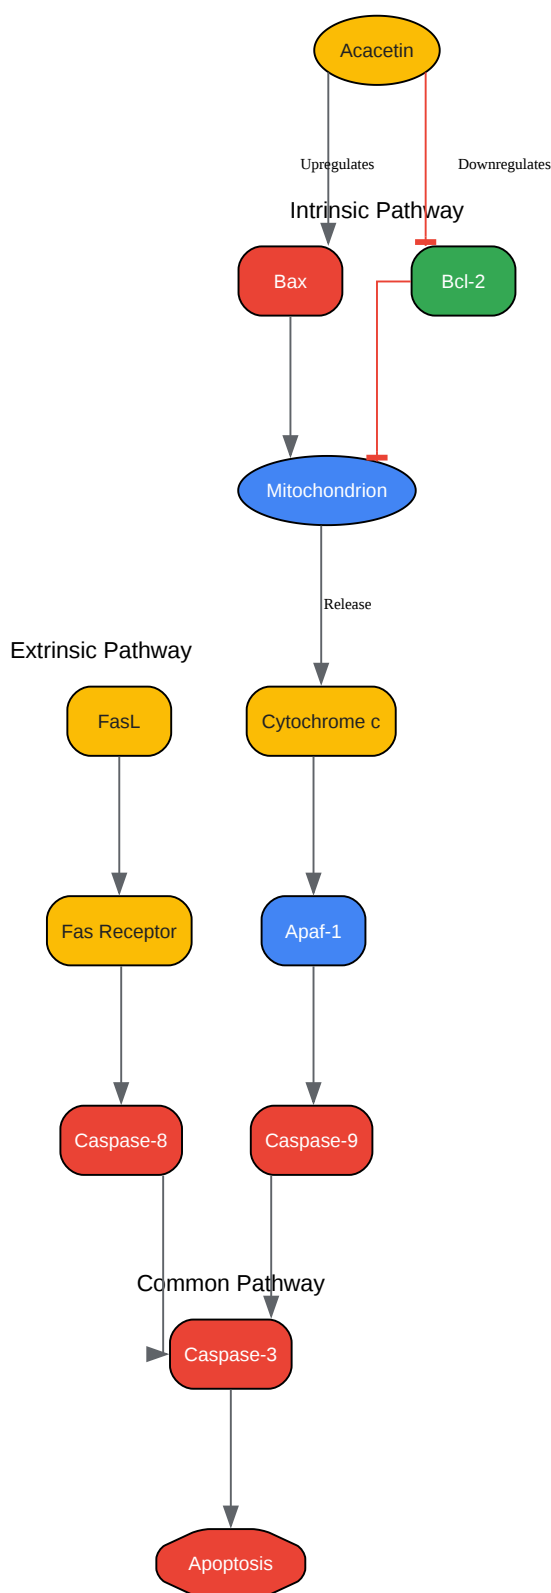 Acacetin
Upregulates
Downregulates
Intrinsic Pathway
Bax
Bcl-2
Mitochondrion
Release
Extrinsic Pathway
FasL
Cytochrome c
Fas Receptor
Apaf-1
Caspase-8
Caspase-9
Common Pathway
Caspase-3
Apoptosis